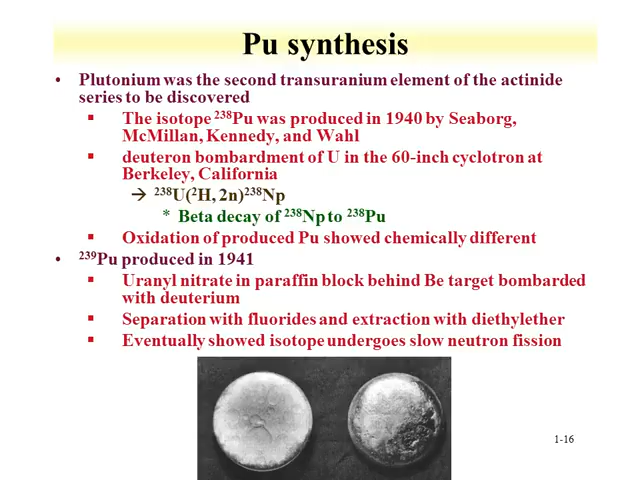 Pu synthesis
• Plutonium was the second transuranium element of the actinide
series to be discovered
▪ The isotope ²³⁸Pu was produced in 1940 by Seaborg,
McMillan, Kennedy, and Wahl
▪ deuteron bombardment of U in the 60-inch cyclotron at
Berkeley, California
→ ²³⁸U(²H, 2n)²³⁸Np
* Beta decay of ²³⁸Np to ²³⁸Pu
▪ Oxidation of produced Pu showed chemically different
• ²³⁹Pu produced in 1941
▪ Uranyl nitrate in paraffin block behind Be target bombarded
with deuterium
▪ Separation with fluorides and extraction with diethylether
▪ Eventually showed isotope undergoes slow neutron fission
1-16